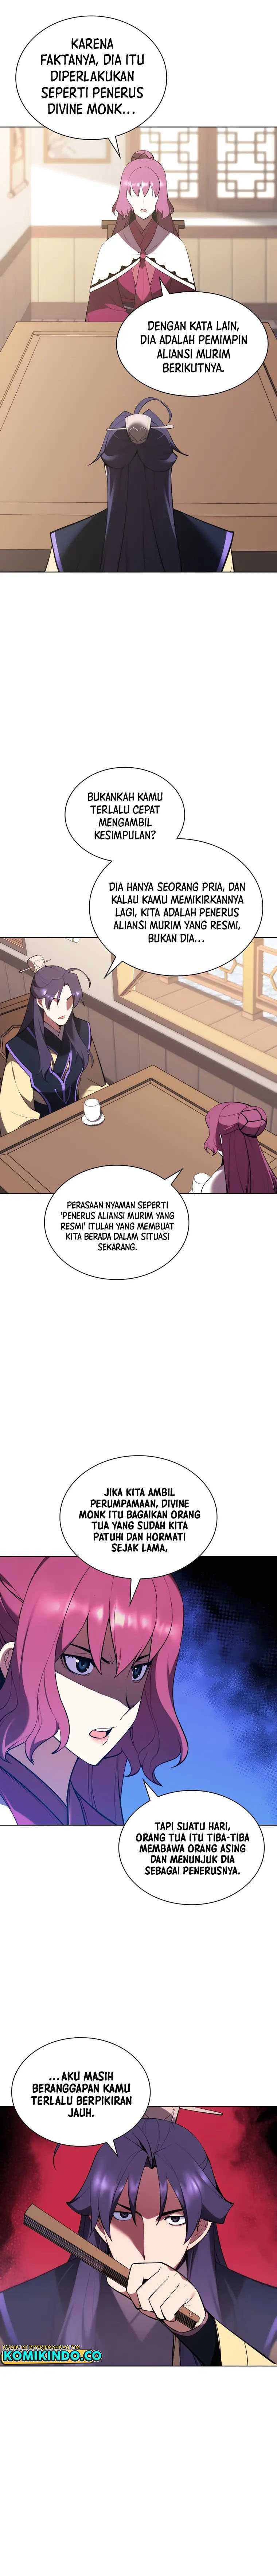 KARENA
FAKTANYA, DIA ITU
DIPERLAKUKAN
SEPERTI PENERUS
DIVINE MONK...
DENGAN KATA LAIN,
DIA ADALAH PEMIMPIN
ALIANSI MURIM
BERIKUTNYA.
BUKANKAH KAMU
TERLALU CEPAT
MENGAMBIL
KESIMPULAN?
DIA HANYA SEORANG PRIA, DAN
KALAU KAMU MEMIKIRKANNYA
LAGI, KITA ADALAH PENERUS
ALIANSI MURIM YANG RESMI,
BUKAN DIA...
PERASAAN NYAMAN SEPERTI
'PENERUS ALIANSI MURIM YANG
RESMI' ITULAH YANG MEMBUAT
KITA BERADA DALAM SITUASI
SEKARANG.
JIKA KITA AMBIL
PERUMPAMAAN, DIVINE
MONK ITU BAGAIKAN ORANG
TUA YANG SUDAH KITA
PATUHI DAN HORMATI
SEJAK LAMA,
TAPI SUATU HARI,
ORANG TUA ITU TIBA-TIBA
MEMBAWA ORANG ASING
DAN MENUNJUK DIA
SEBAGAI PENERUSNYA.
...AKU MASIH
BERANGGAPAN KAMU
TERLALU BERPIKIRAN
JAUH.
KOMIKINDO.CO